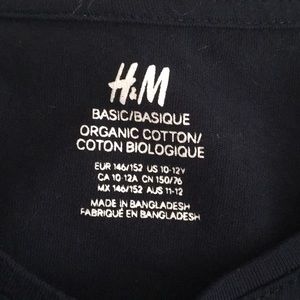 H&M
BASIC/BASIQUE
ORGANIC COTTON/
COTON BIOLOGIQUE
EUR 146/152 US 10-12Y
CA 10-12A CN 150/76
MX 146/152 AUS 11-12
MADE IN BANGLADESH
FABRIQUÉ EN BANGLADESH